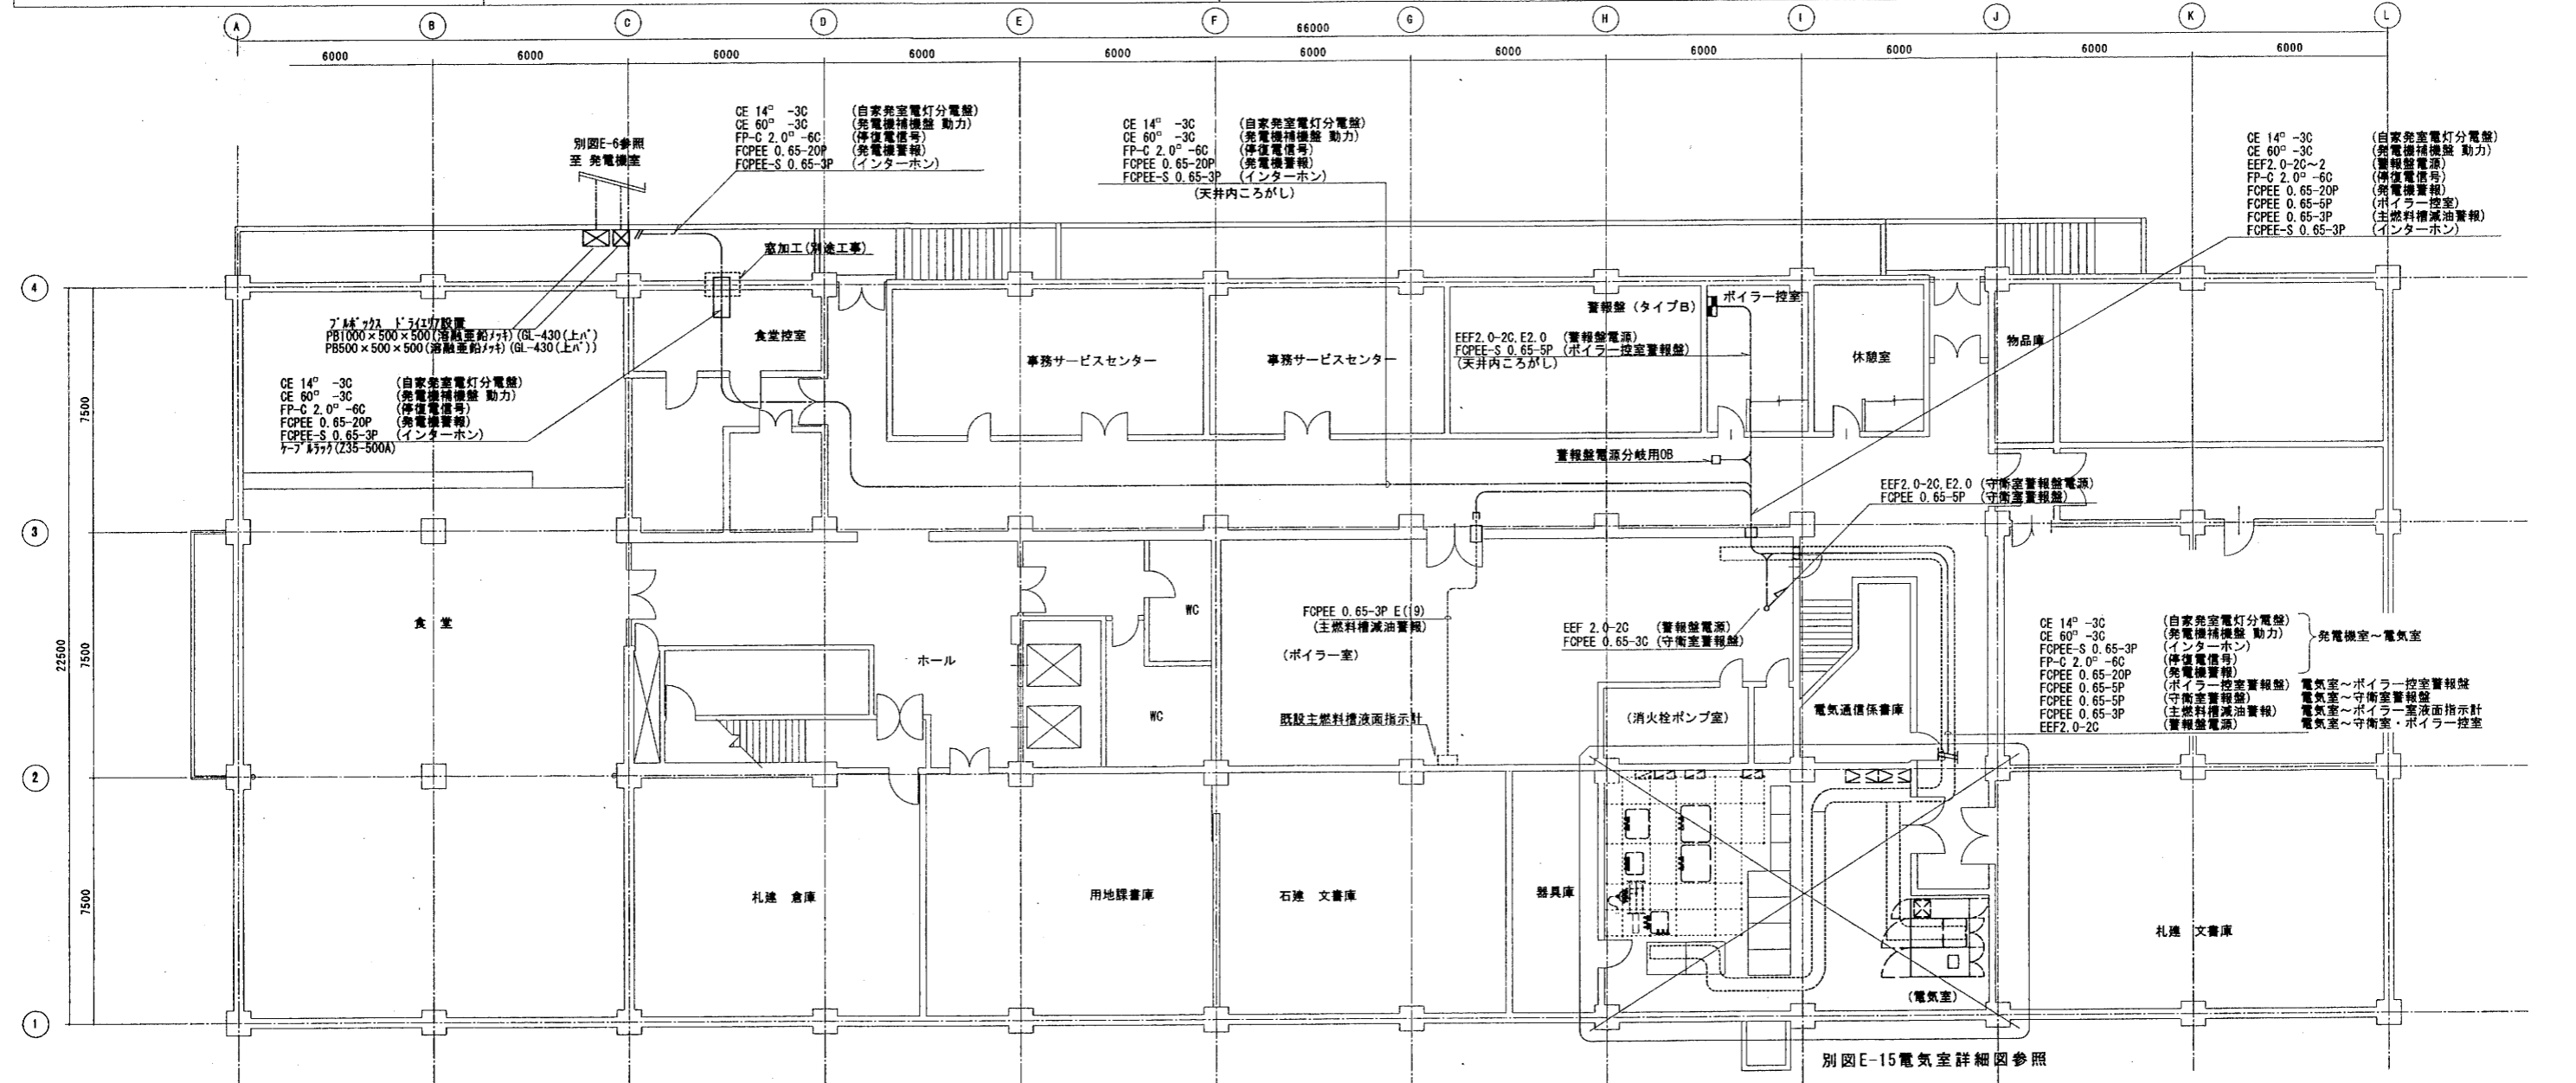 A B C D E F G H I J K L
66000
6000 6000 6000 6000 6000 6000 6000 6000 6000 6000 6000
CE 14□ -3C (自家発室電灯分電盤)
CE 60□ -3C (発電機補機盤 動力)
FP-C 2.0□ -6C (停復電信号)
FCPEE 0.65-20P (発電機警報)
FCPEE-S 0.65-3P (インターホン)
CE 14□ -3C (自家発室電灯分電盤)
CE 60□ -3C (発電機補機盤 動力)
FP-C 2.0□ -6C (停復電信号)
FCPEE 0.65-20P (発電機警報)
FCPEE-S 0.65-3P (インターホン)
(天井内ころがし)
CE 14□ -3C (自家発室電灯分電盤)
CE 60□ -3C (発電機補機盤 動力)
EEF2.0-2C~2 (警報盤電源)
FP-C 2.0□ -6C (停復電信号)
FCPEE 0.65-20P (発電機警報)
FCPEE 0.65-5P (ボイラー控室)
FCPEE 0.65-3P (主燃料槽減油警報)
FCPEE-S 0.65-3P (インターホン)
別図E-6参照
至 発電機室
窓加工(別途工事)
4
プルボックス ドライエリア設置
PB1000×500×500(溶融亜鉛メッキ)(GL-430(上バ)
PB500×500×500(溶融亜鉛メッキ)(GL-430(上バ))
食堂控室
事務サービスセンター
事務サービスセンター
警報盤 (タイプB)
ボイラー控室
EEF2.0-2C,E2.0 (警報盤電源)
FCPEE-S 0.65-5P (ボイラー控室警報盤)
(天井内ころがし)
休憩室
物品庫
CE 14□ -3C (自家発室電灯分電盤)
CE 60□ -3C (発電機補機盤 動力)
FP-C 2.0□ -6C (停復電信号)
FCPEE 0.65-20P (発電機警報)
FCPEE-S 0.65-3P (インターホン)
ケーブルラック(Z35-500A)
7500
警報盤電源分岐用OB
EEF2.0-2C,E2.0 (守衛室警報盤電源)
FCPEE 0.65-5P (守衛室警報盤)
3
22500
7500
食 堂
ホール
WC
WC
FCPEE 0.65-3P E(19)
(主燃料槽減油警報)
(ボイラー室)
EEF 2.0-2C (警報盤電源)
FCPEE 0.65-3C (守衛室警報盤)
既設主燃料槽液面指示計
(消火栓ポンプ室)
電気通信係書庫
CE 14□ -3C (自家発室電灯分電盤)
CE 60□ -3C (発電機補機盤 動力)
FCPEE-S 0.65-3P (インターホン)
FP-C 2.0□ -6C (停復電信号)
FCPEE 0.65-20P (発電機警報)
発電機室~電気室
FCPEE 0.65-5P (ボイラー控室警報盤) 電気室~ボイラー控室警報盤
FCPEE 0.65-5P (守衛室警報盤) 電気室~守衛室警報盤
FCPEE 0.65-3P (主燃料槽減油警報) 電気室~ボイラー室液面指示計
EEF2.0-2C (警報盤電源) 電気室~守衛室・ボイラー控室
2
7500
札建 倉庫
用地課書庫
石建 文書庫
器具庫
札建 文書庫
(電気室)
1
別図E-15電気室詳細図参照